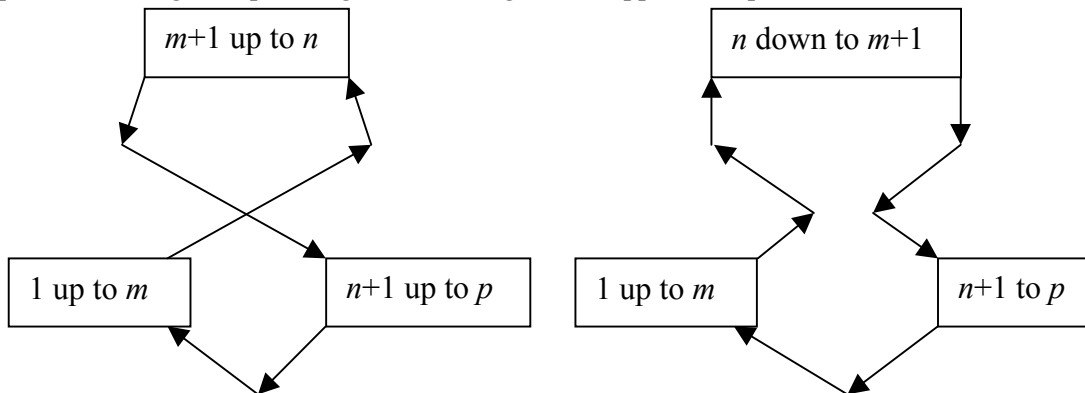 m+1 up to n
n down to m+1
1 up to m
n+1 up to p
1 up to m
n+1 to p